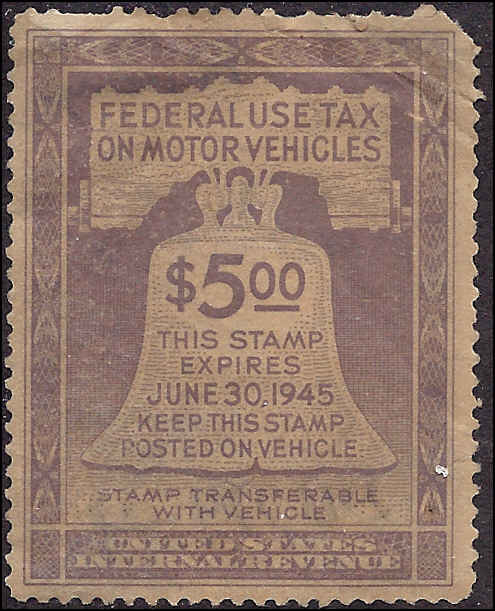 FEDERAL USE TAX
ON MOTOR VEHICLES
$5.00
THIS STAMP
EXPIRES
JUNE 30, 1945
KEEP THIS STAMP
POSTED ON VEHICLE
STAMP TRANSFERABLE
WITH VEHICLE
UNITED STATES
INTERNAL REVENUE